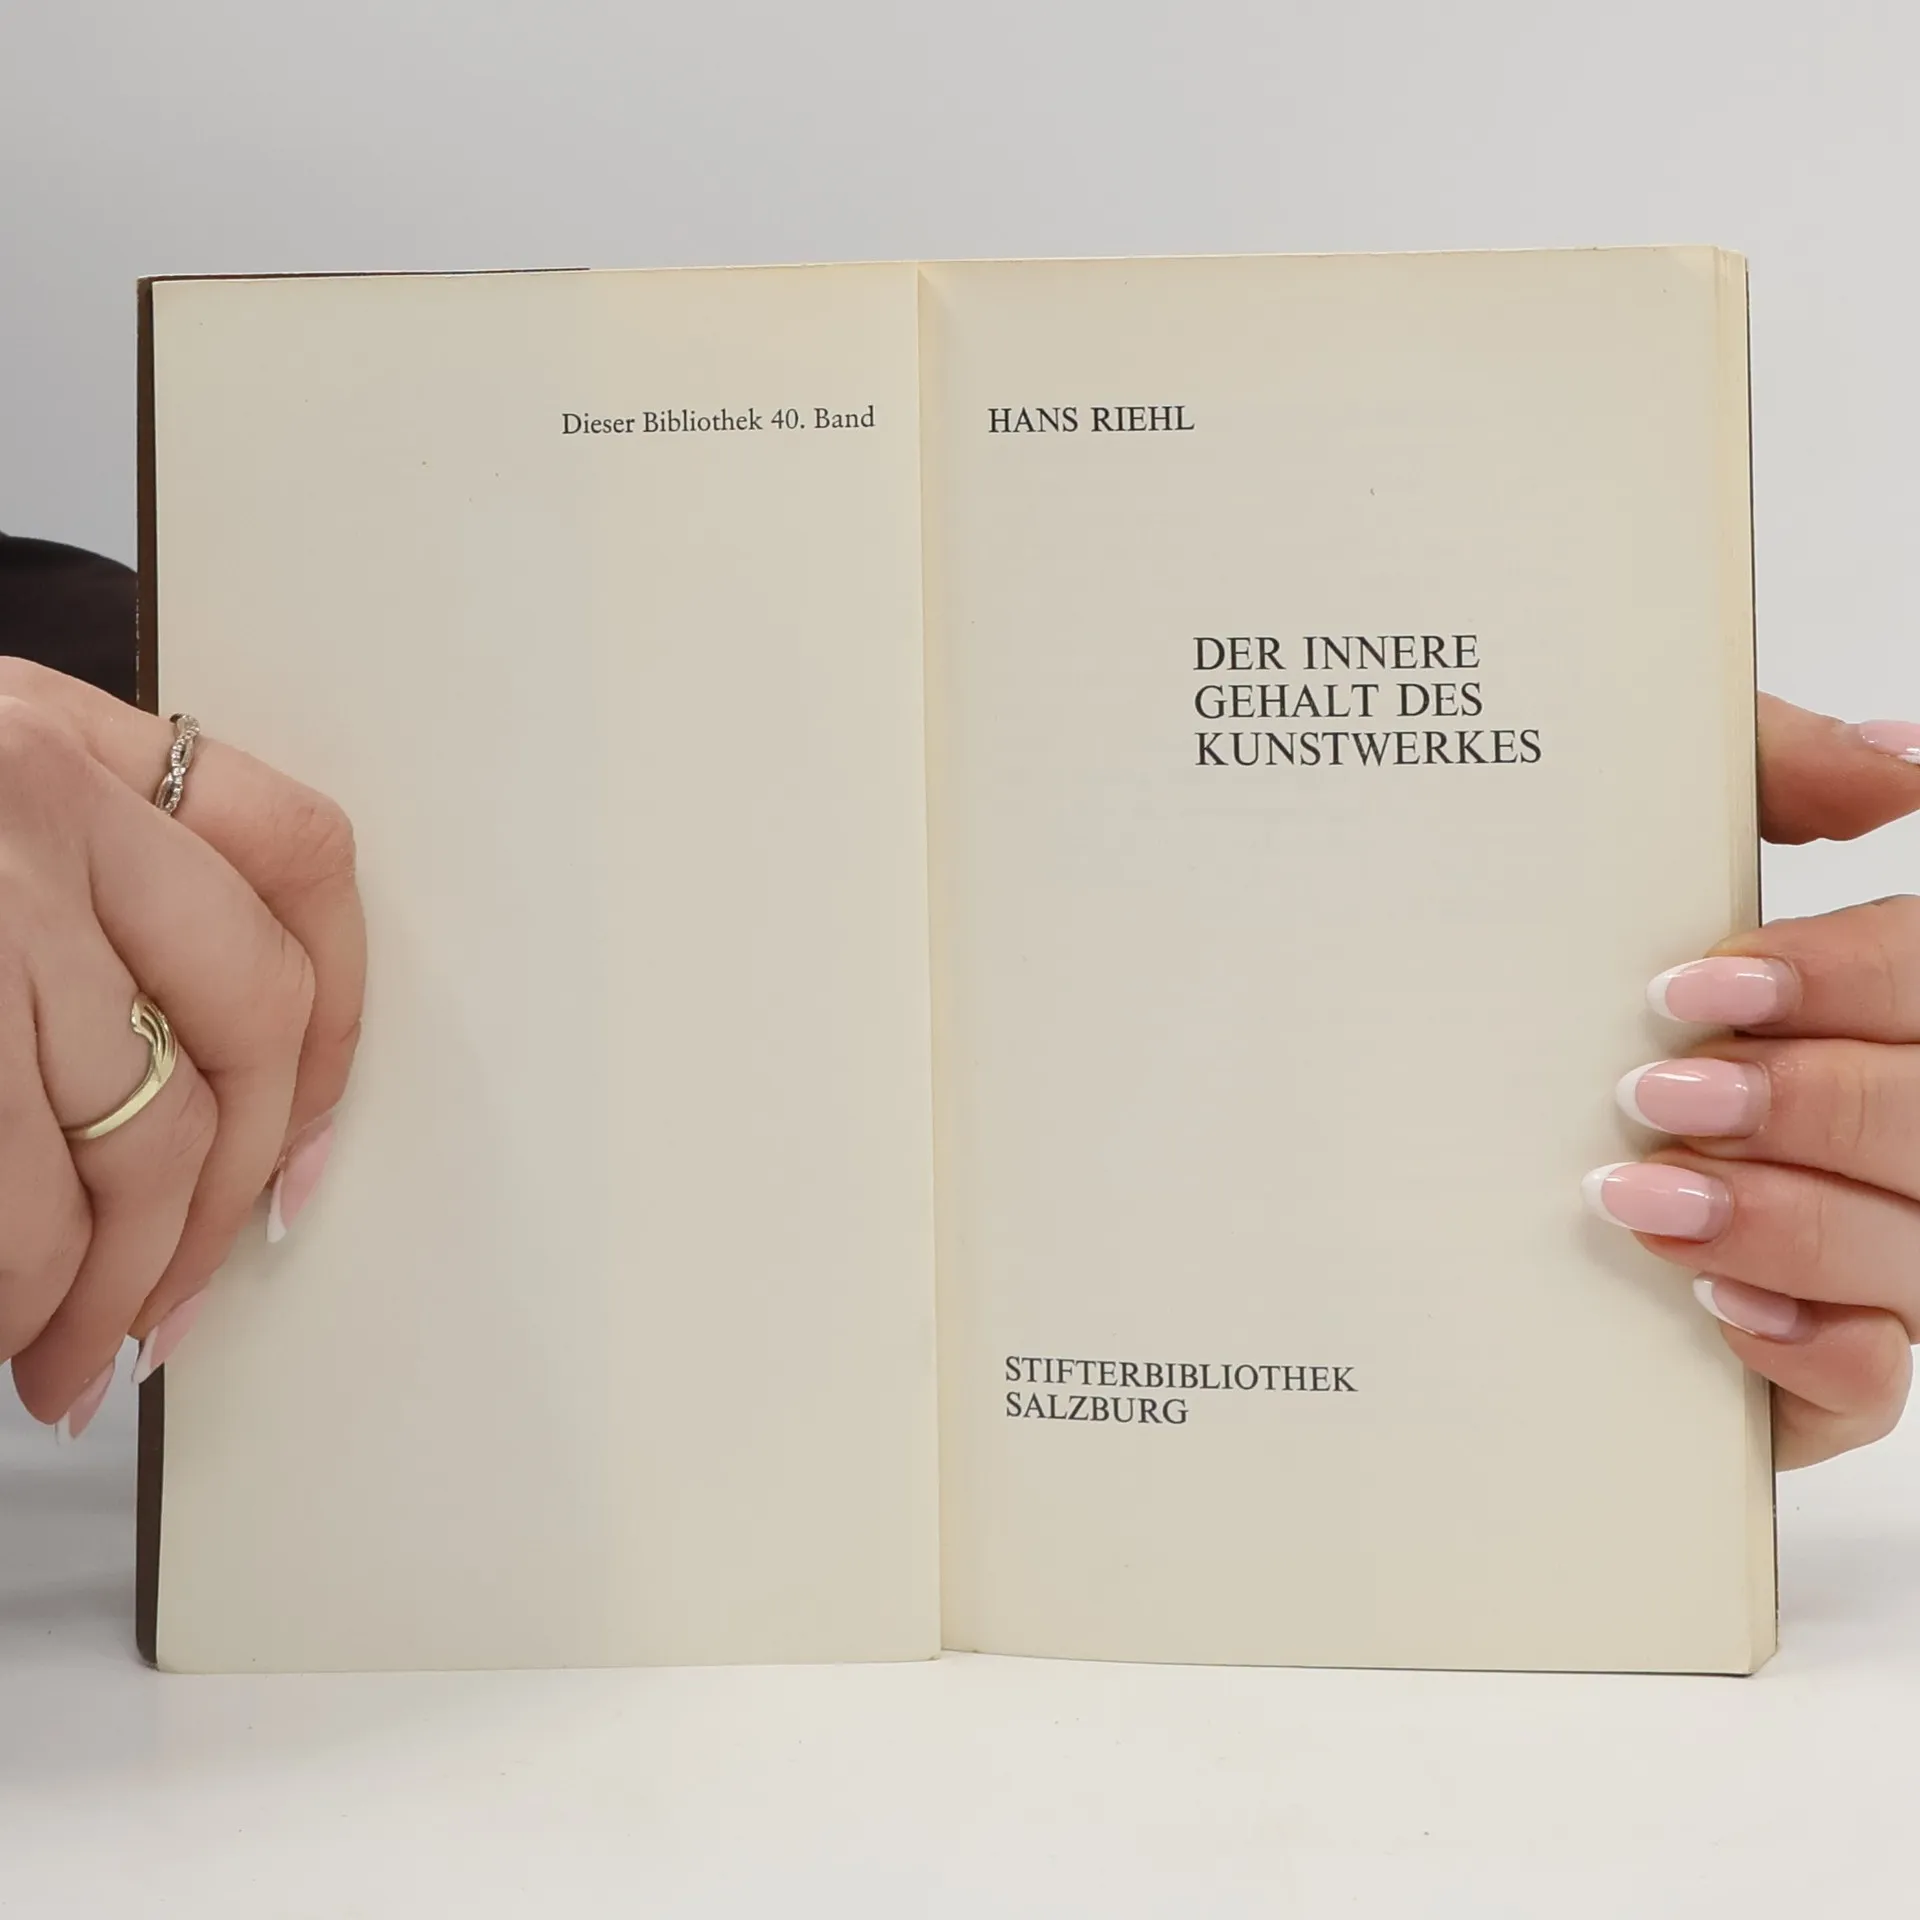 Dieser Bibliothek 40. Band
HANS RIEHL
DER INNERE
GEHALT DES
KUNSTWERKES
STIFTERBIBLIOTHEK
SALZBURG